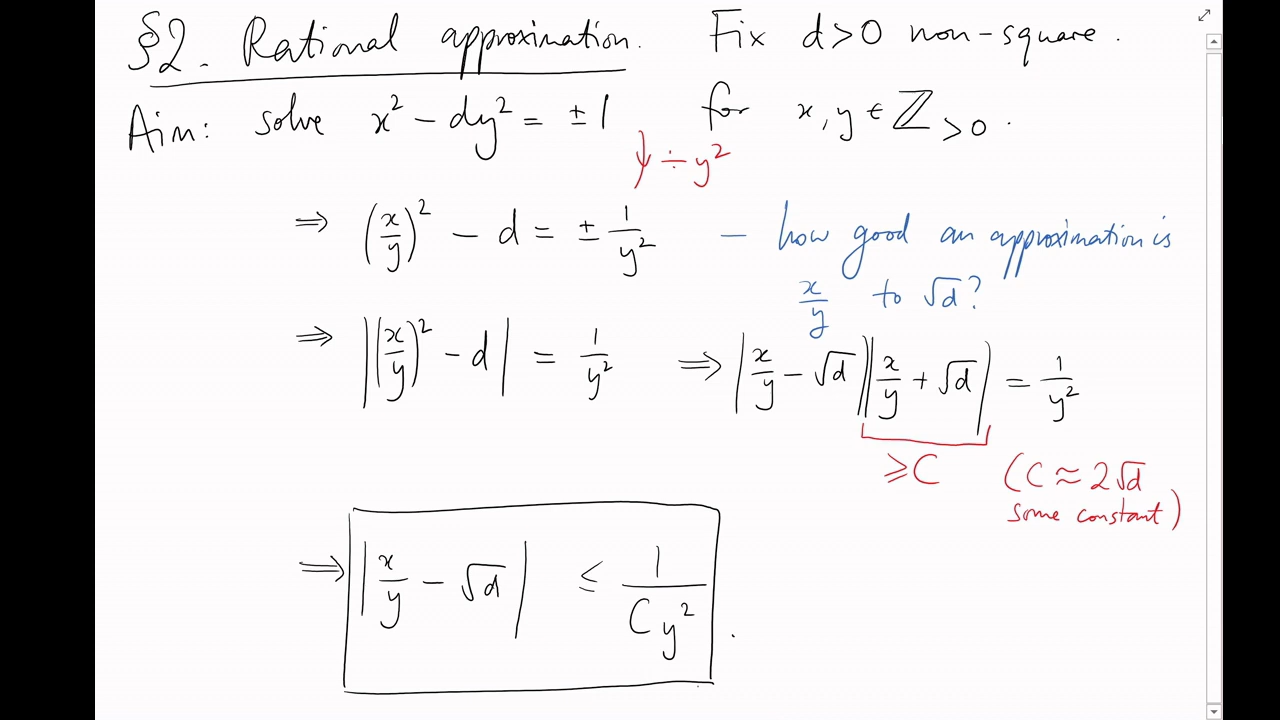 §2. Rational approximation. Fix d>0 non-square.
Aim: solve x² - dy² = ±1 for x, y ∈ ℤ>0.
↓ ÷ y²
⇒ (x/y)² - d = ± 1/y² — how good an approximation is
x/y to √d?
⇒ |(x/y)² - d| = 1/y² ⇒ |x/y - √d||x/y + √d| = 1/y²
⩾C (C ≈ 2√d
some constant)
⇒ |x/y - √d| ≤ 1/Cy².